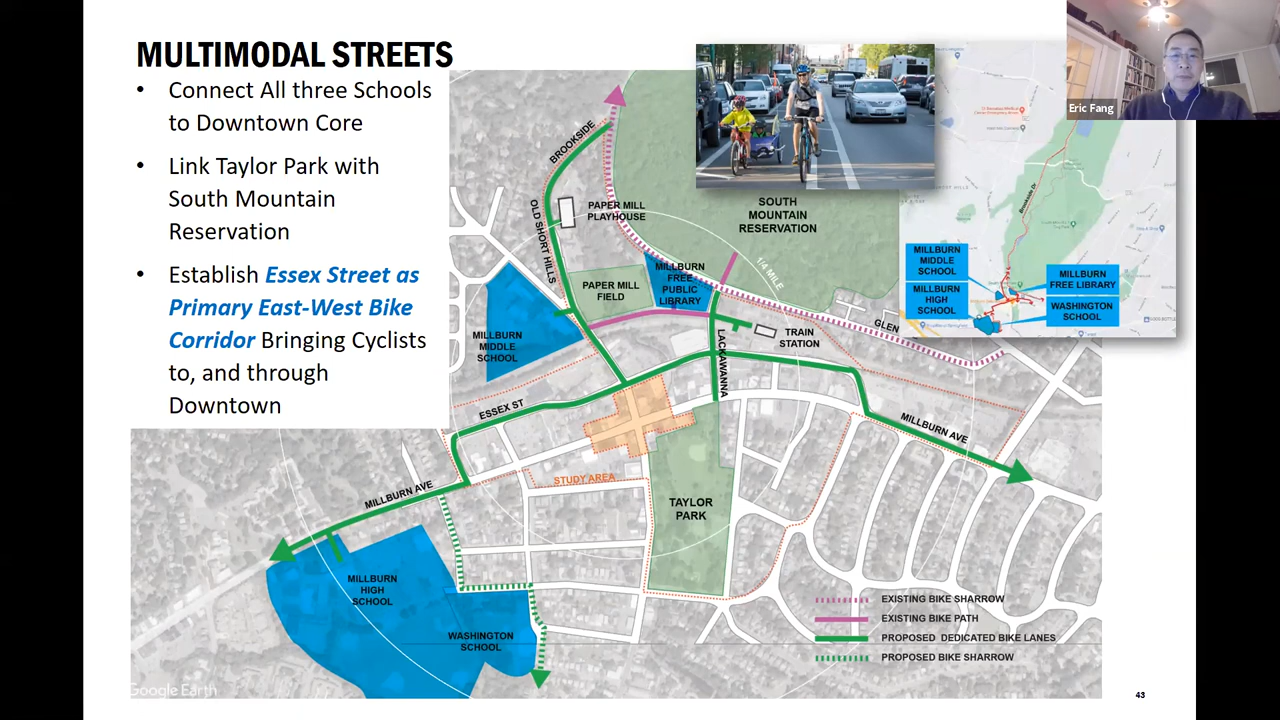 MULTIMODAL STREETS
• Connect All three Schools
to Downtown Core
• Link Taylor Park with
South Mountain
Reservation
• Establish Essex Street as
Primary East-West Bike
Corridor Bringing Cyclists
to, and through
Downtown
Eric Fang
BROOKSIDE
OLD SHORT HILLS
PAPER MILL
PLAYHOUSE
SOUTH
MOUNTAIN
RESERVATION
1/4 MILE
PAPER MILL
FIELD
MILLBURN
FREE
PUBLIC
LIBRARY
MILLBURN
MIDDLE
SCHOOL
TRAIN
STATION
GLEN
LACKAWANNA
ESSEX ST
MILLBURN AVE
MILLBURN AVE
STUDY AREA
TAYLOR
PARK
MILLBURN
HIGH
SCHOOL
WASHINGTON
SCHOOL
Brookside Dr
MILLBURN
MIDDLE
SCHOOL
MILLBURN
HIGH
SCHOOL
MILLBURN
FREE LIBRARY
WASHINGTON
SCHOOL
EXISTING BIKE SHARROW
EXISTING BIKE PATH
PROPOSED DEDICATED BIKE LANES
PROPOSED BIKE SHARROW
Google Earth
43